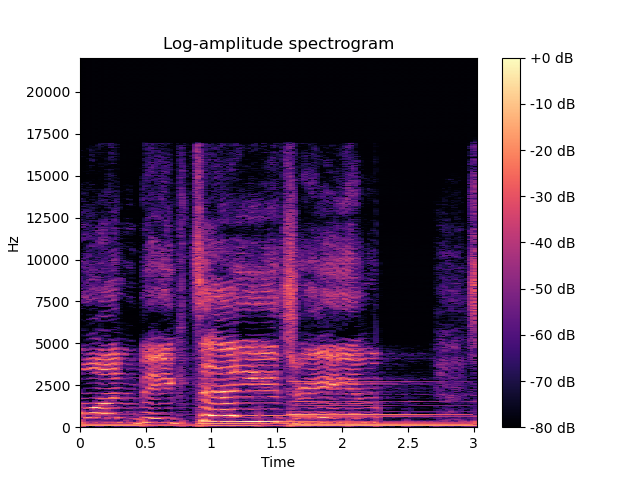 Log-amplitude spectrogram
+0 dB
-10 dB
-20 dB
-30 dB
-40 dB
-50 dB
-60 dB
-70 dB
-80 dB
20000
17500
15000
12500
10000
7500
5000
2500
0
Hz
0 0.5 1 1.5 2 2.5 3
Time